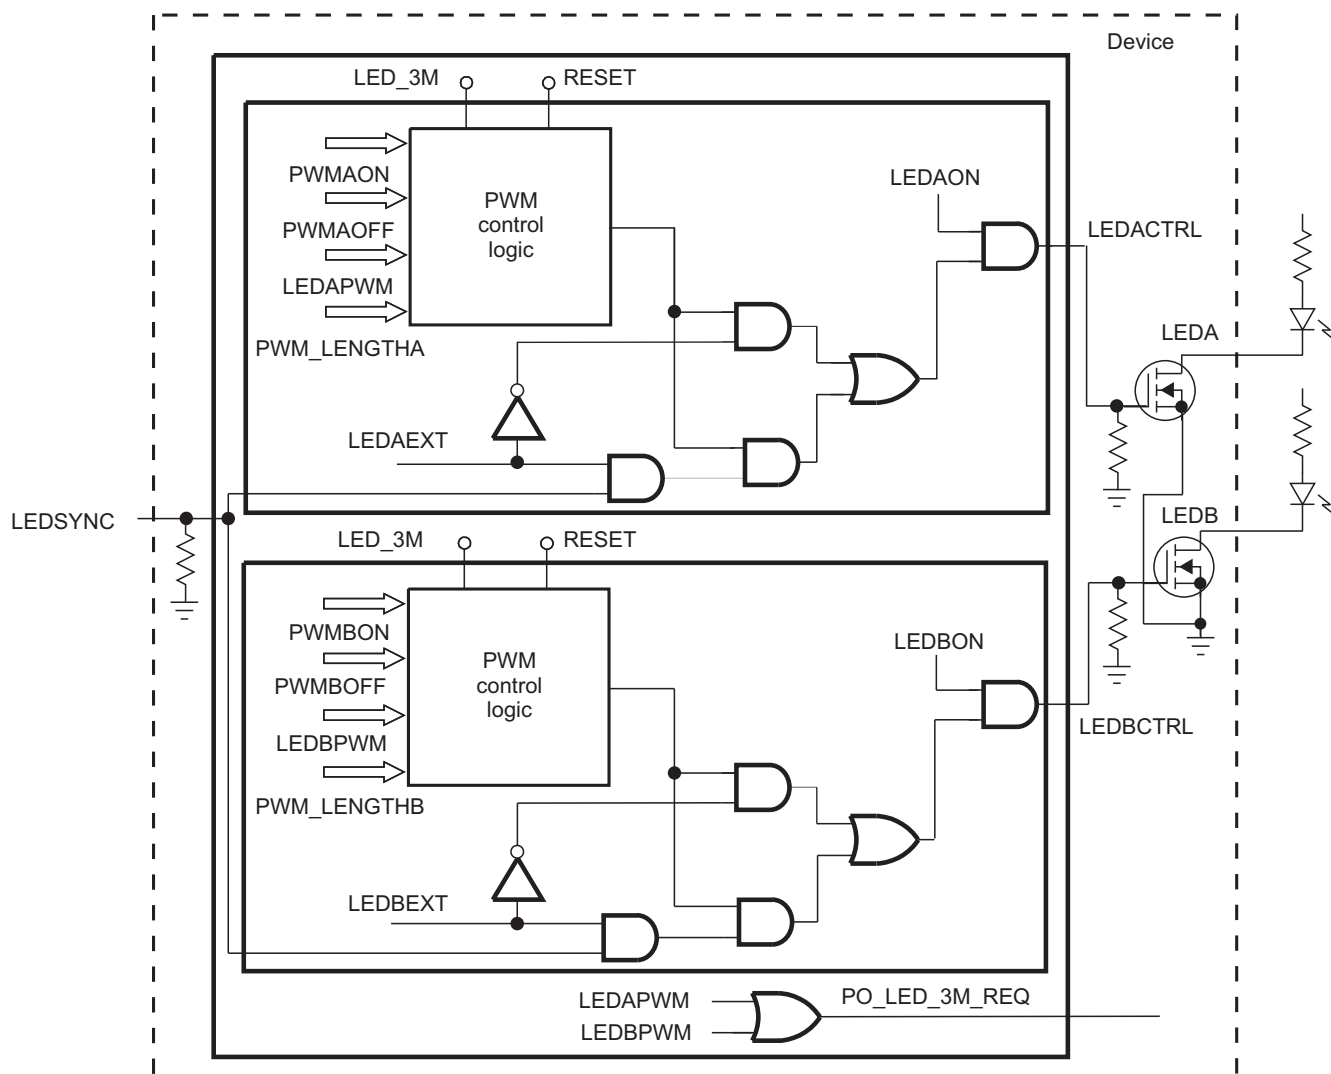 Device
LED_3M
RESET
PWMAON
PWMAOFF
LEDAPWM
PWM_LENGTHA
PWM
control
logic
LEDAON
LEDACTRL
LEDA
LEDAEXT
LEDSYNC
LEDB
LED_3M
RESET
PWMBON
PWMBOFF
LEDBPWM
PWM_LENGTHB
PWM
control
logic
LEDBON
LEDBCTRL
LEDBEXT
LEDAPWM
LEDBPWM
PO_LED_3M_REQ